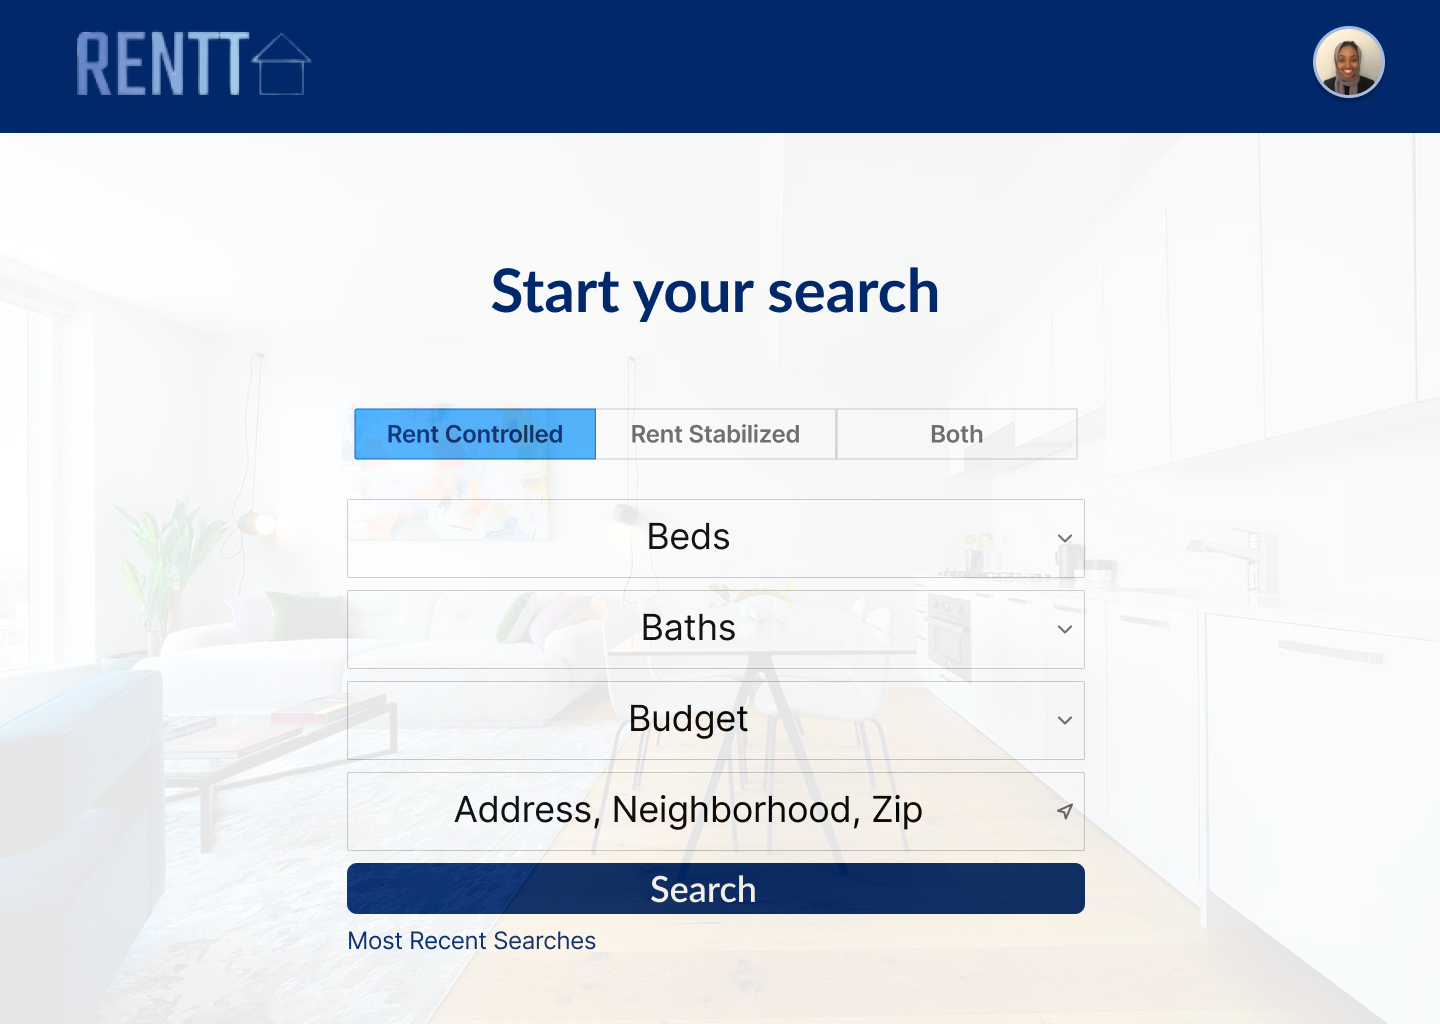 RENTT
Start your search
Rent Controlled
Rent Stabilized
Both
Beds
Baths
Budget
Address, Neighborhood, Zip
Search
Most Recent Searches